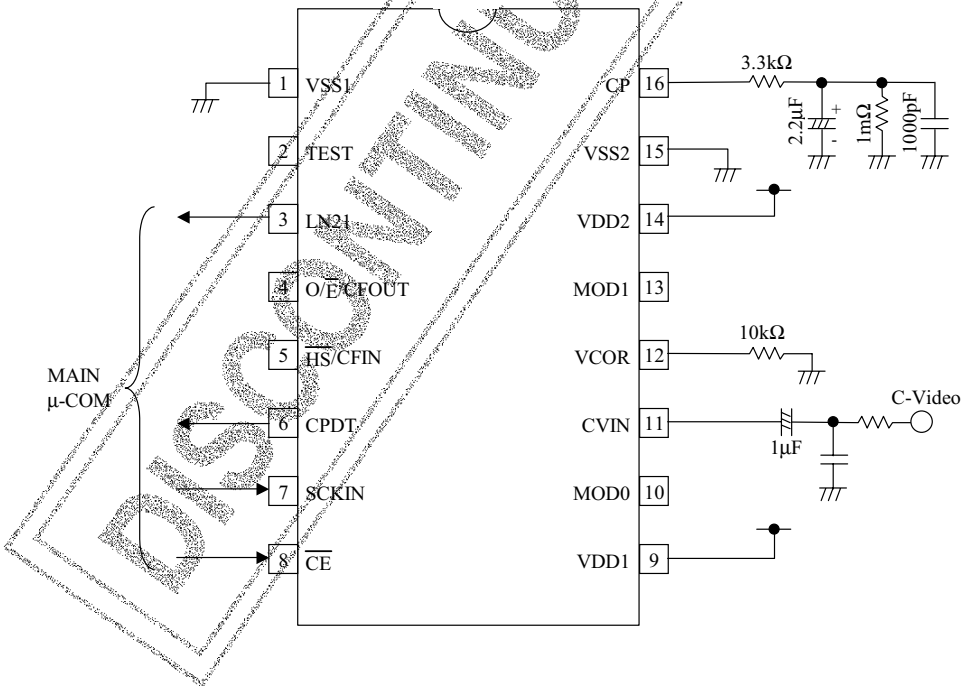 DISCONTINU
1 VSS1
2 TEST
3 LN21
4 O/E/CFOUT
5 HS/CFIN
6 CPDT
7 SCKIN
8 CE
MAIN
μ-COM
CP 16
VSS2 15
VDD2 14
MOD1 13
VCOR 12
CVIN 11
MOD0 10
VDD1 9
3.3kΩ
2.2μF
+
-
1mΩ
1000pF
10kΩ
1μF
C-Video